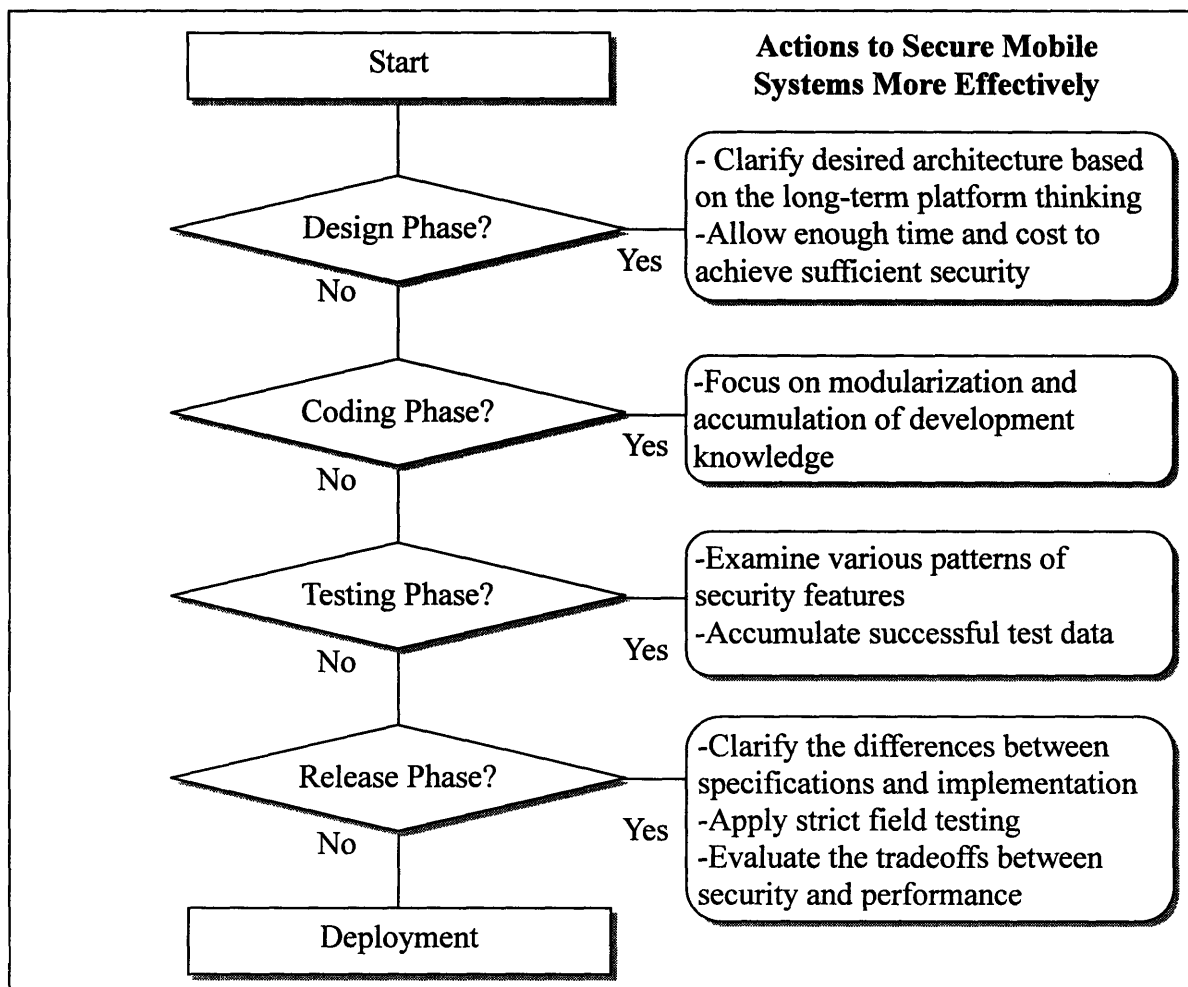 Start
Actions to Secure Mobile
Systems More Effectively
Design Phase?
Yes
No
- Clarify desired architecture based
on the long-term platform thinking
-Allow enough time and cost to
achieve sufficient security
Coding Phase?
Yes
No
-Focus on modularization and
accumulation of development
knowledge
Testing Phase?
Yes
No
-Examine various patterns of
security features
-Accumulate successful test data
Release Phase?
Yes
No
-Clarify the differences between
specifications and implementation
-Apply strict field testing
-Evaluate the tradeoffs between
security and performance
Deployment